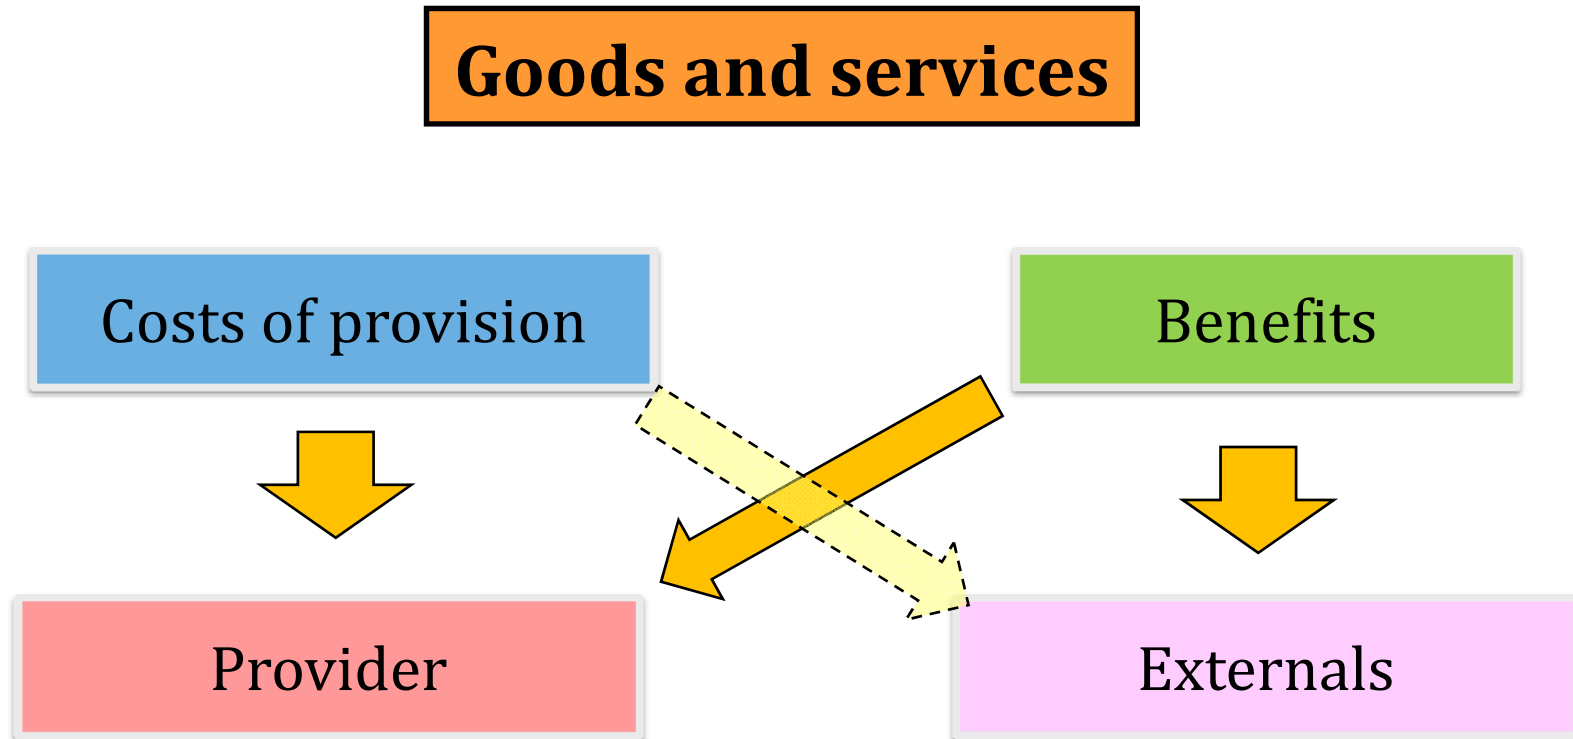 Goods and services
Costs of provision
Benefits
Provider
Externals